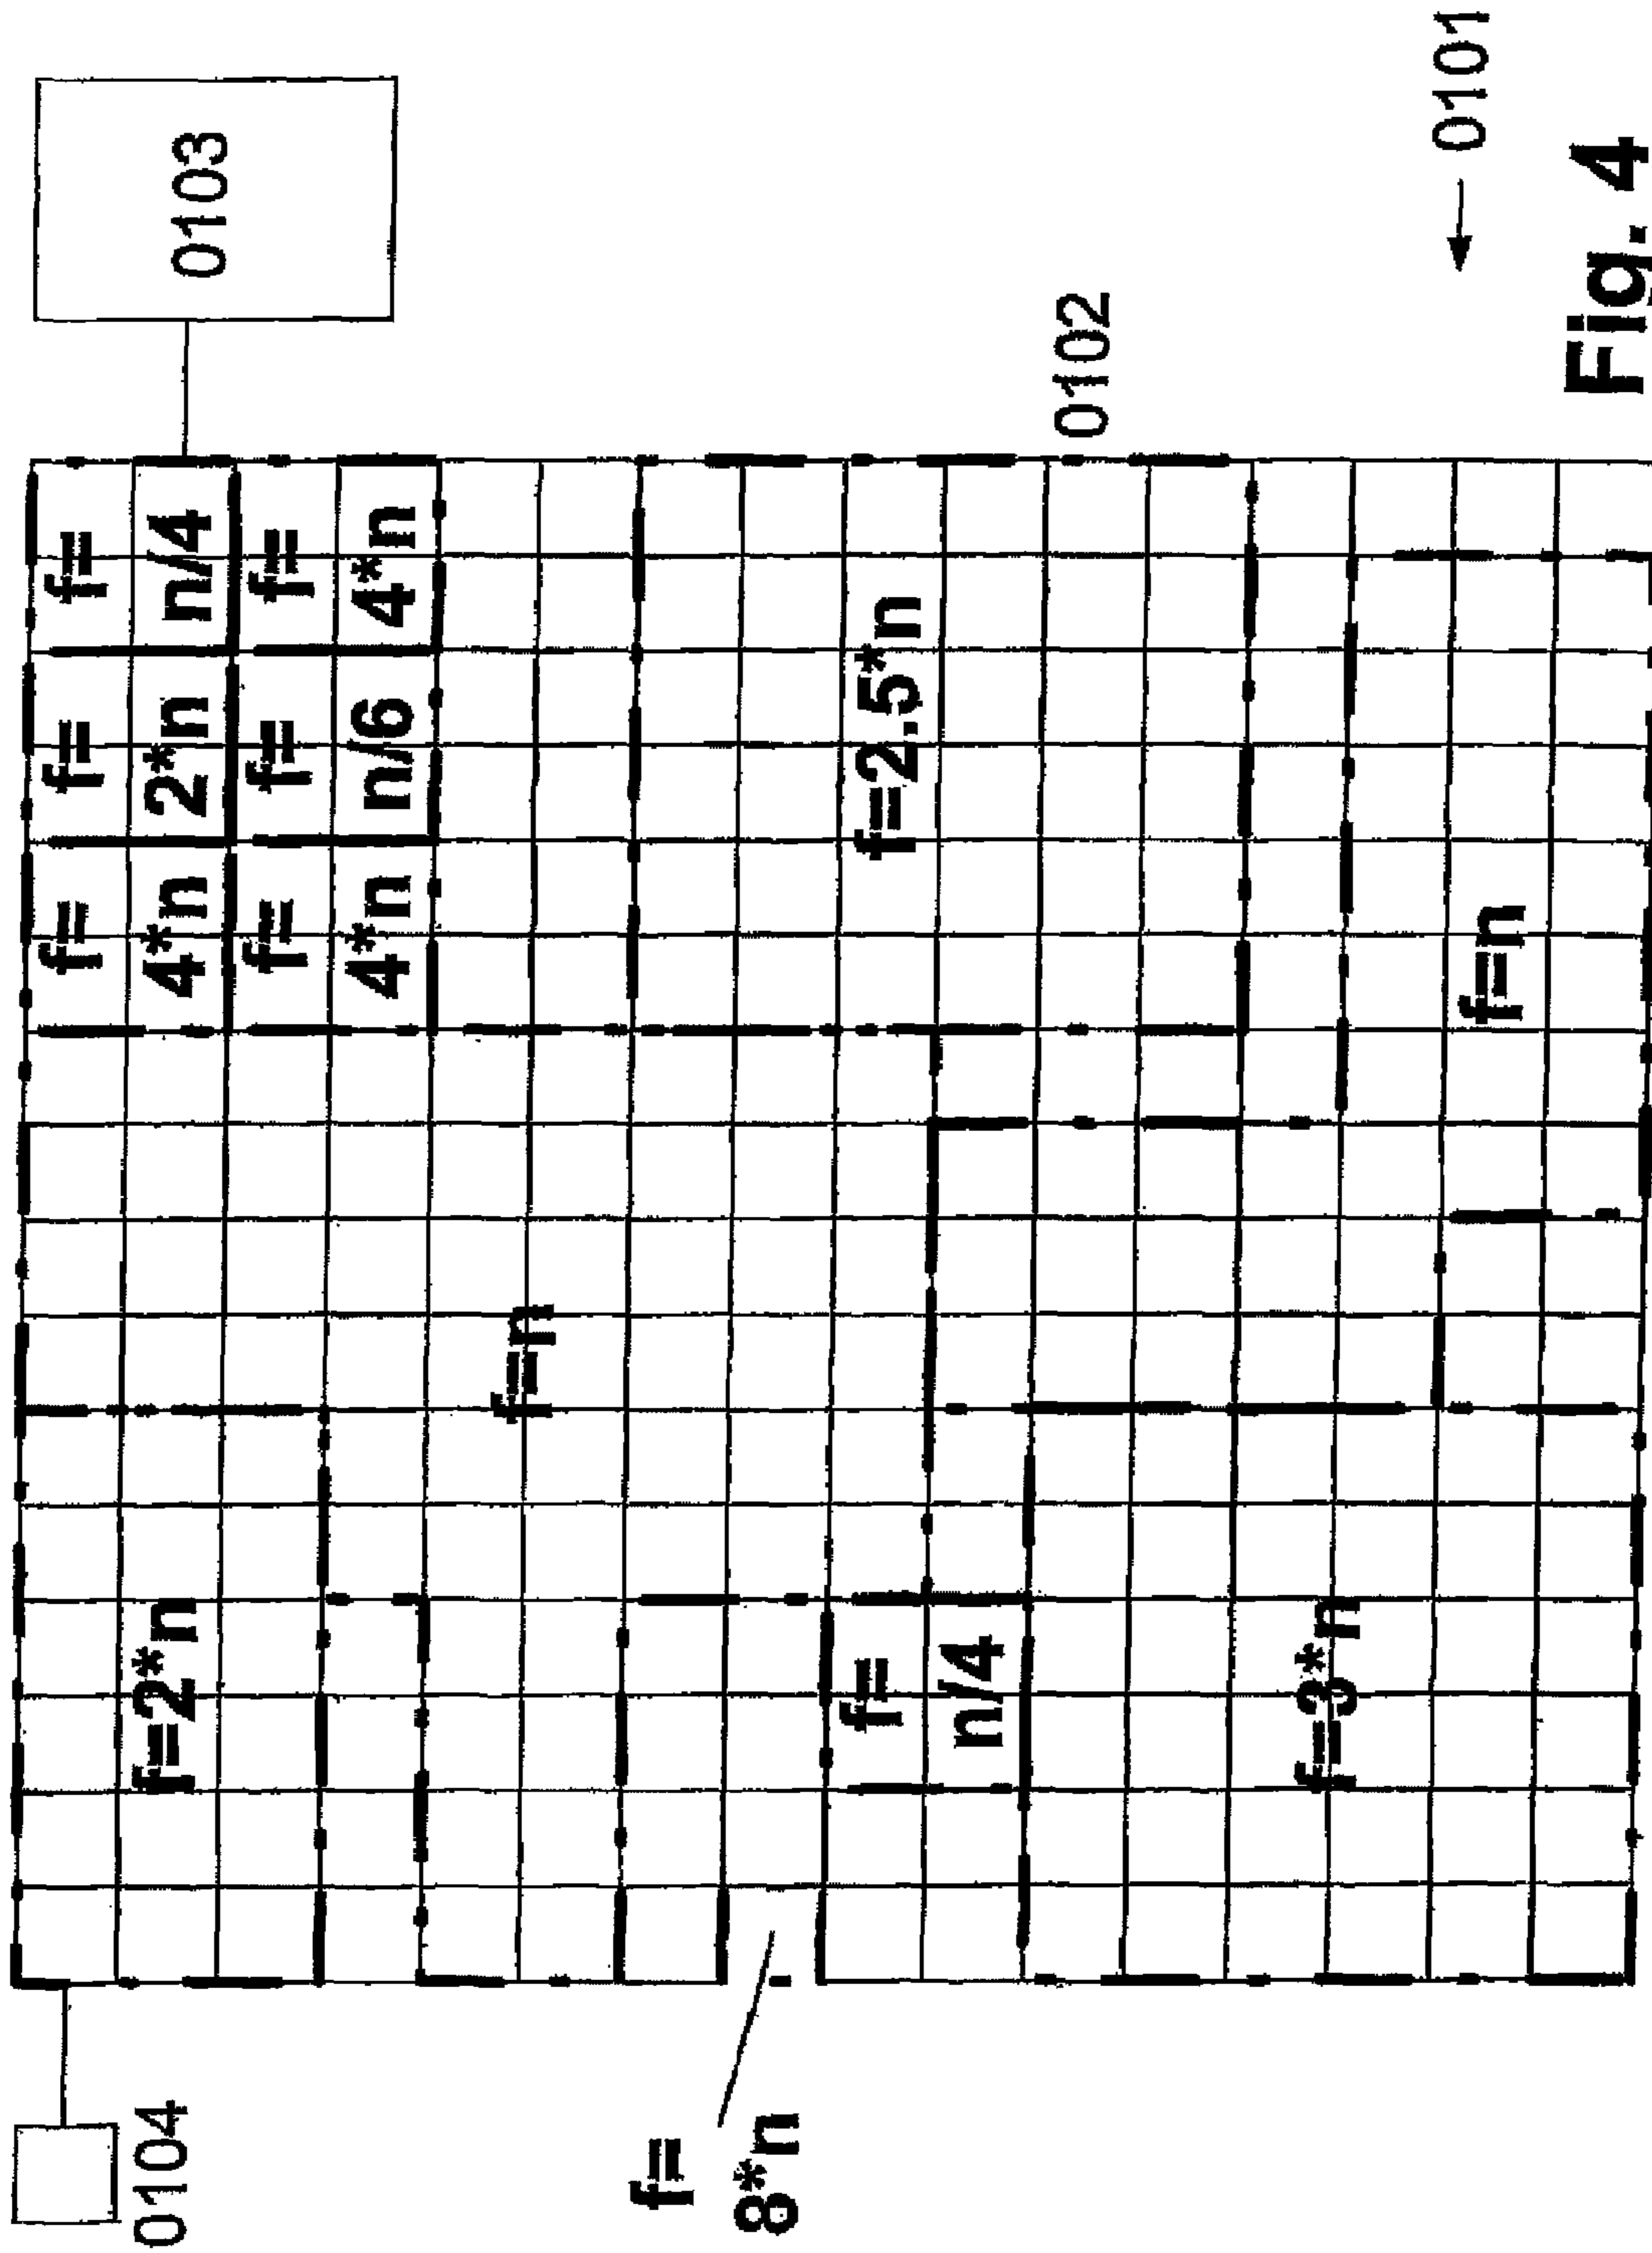 f= f= f=
0104 f=2*n 4*n 2*n n/4 0103
f= f= f=
4*n n/6 4*n
f=n
f=
8*n
f= f=2.5*n
n/4
0102
f=3*n
f=n
0101
Fig. 4